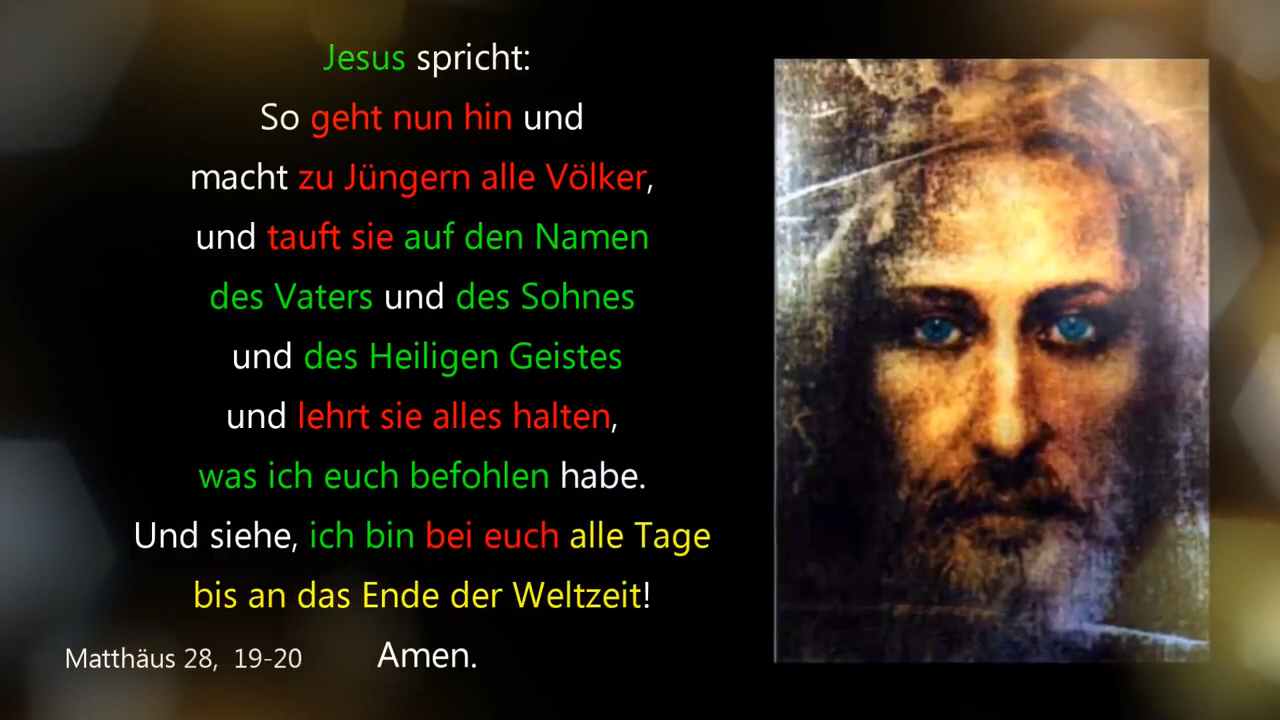 Jesus spricht:
So geht nun hin und
macht zu Jüngern alle Völker,
und tauft sie auf den Namen
des Vaters und des Sohnes
und des Heiligen Geistes
und lehrt sie alles halten,
was ich euch befohlen habe.
Und siehe, ich bin bei euch alle Tage
bis an das Ende der Weltzeit!
Matthäus 28, 19-20 Amen.